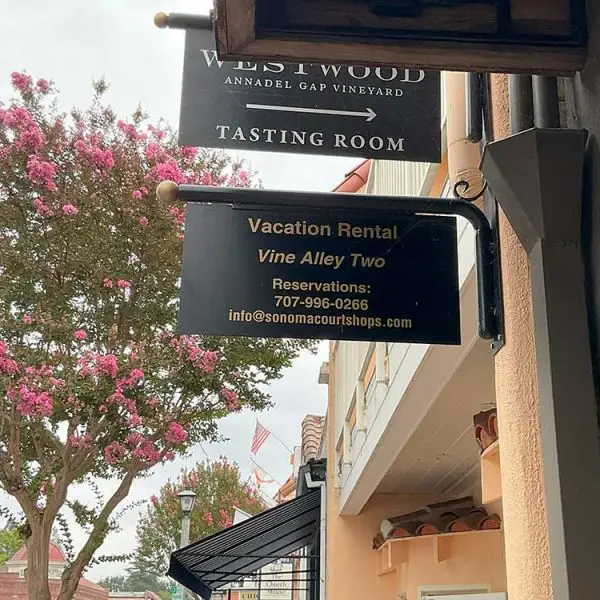 WESTWOOD
ANNADEL GAP VINEYARD
TASTING ROOM
Vacation Rental
Vine Alley Two
Reservations:
707-996-0266
info@sonomacourtshops.com